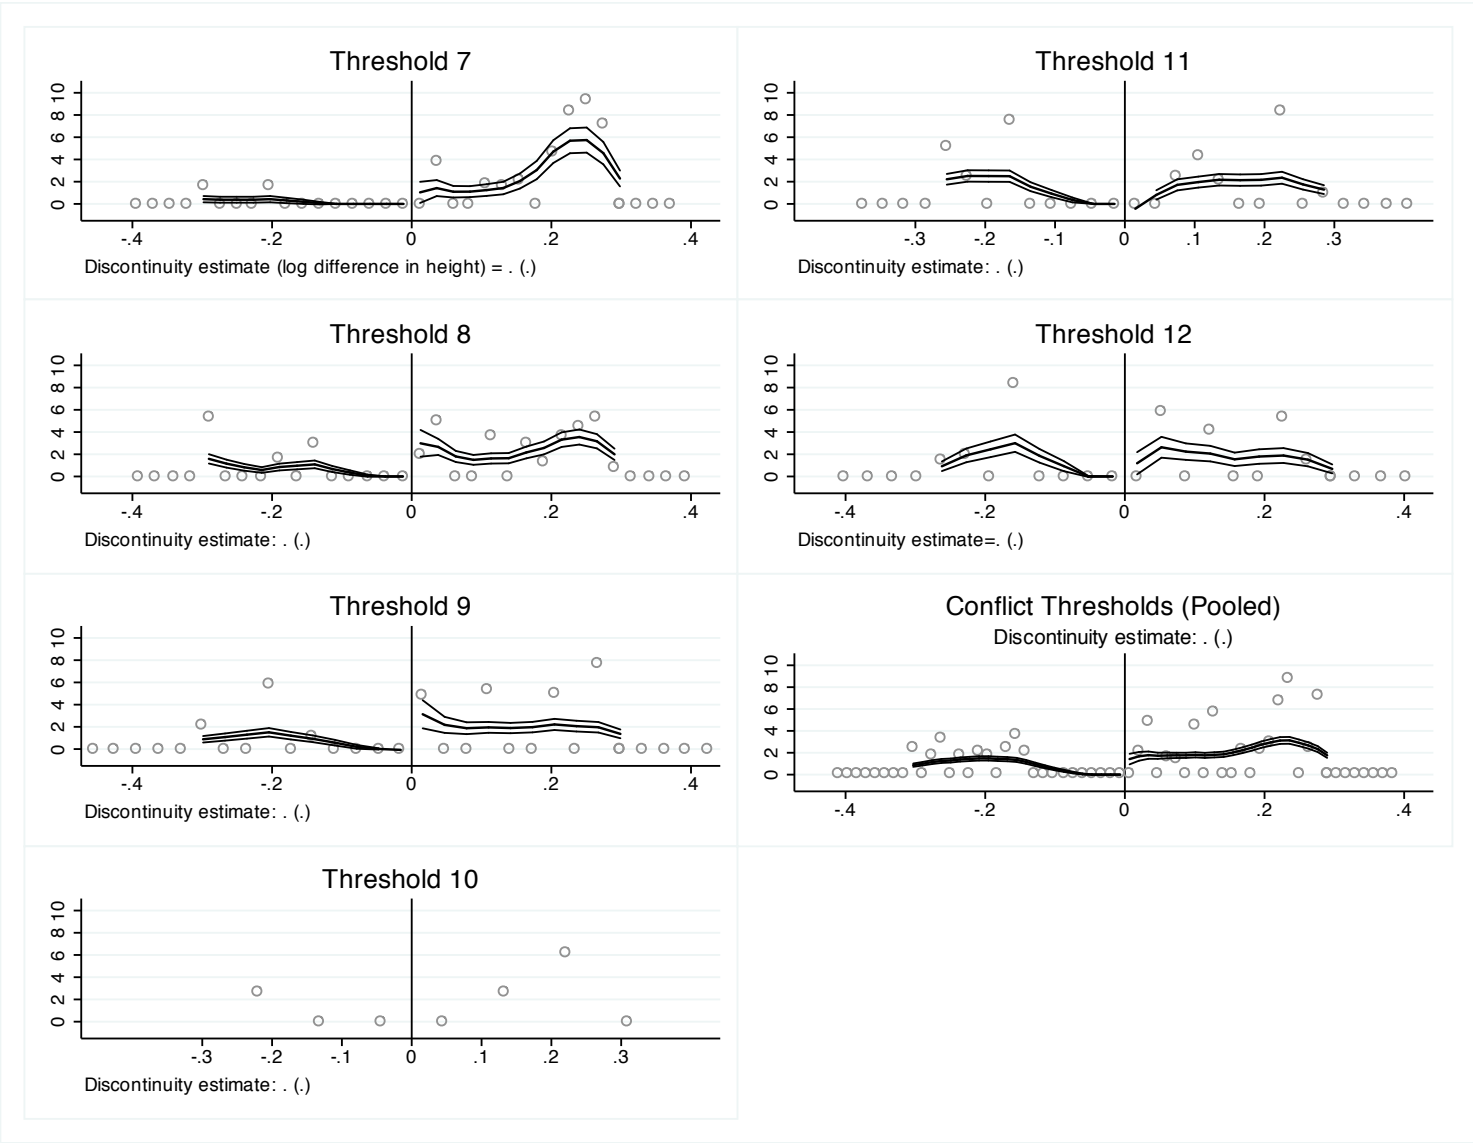 Threshold 7
0 2 4 6 8 10
-.4 -.2 0 .2 .4
Discontinuity estimate (log difference in height) = . (.)
Threshold 11
0 2 4 6 8 10
-.3 -.2 -.1 0 .1 .2 .3
Discontinuity estimate: . (.)
Threshold 8
0 2 4 6 8 10
-.4 -.2 0 .2 .4
Discontinuity estimate: . (.)
Threshold 12
0 2 4 6 8 10
-.4 -.2 0 .2 .4
Discontinuity estimate=. (.)
Threshold 9
0 2 4 6 8 10
-.4 -.2 0 .2 .4
Discontinuity estimate: . (.)
Conflict Thresholds (Pooled)
Discontinuity estimate: . (.)
0 2 4 6 8 10
-.4 -.2 0 .2 .4
Threshold 10
0 2 4 6 8 10
-.3 -.2 -.1 0 .1 .2 .3
Discontinuity estimate: . (.)